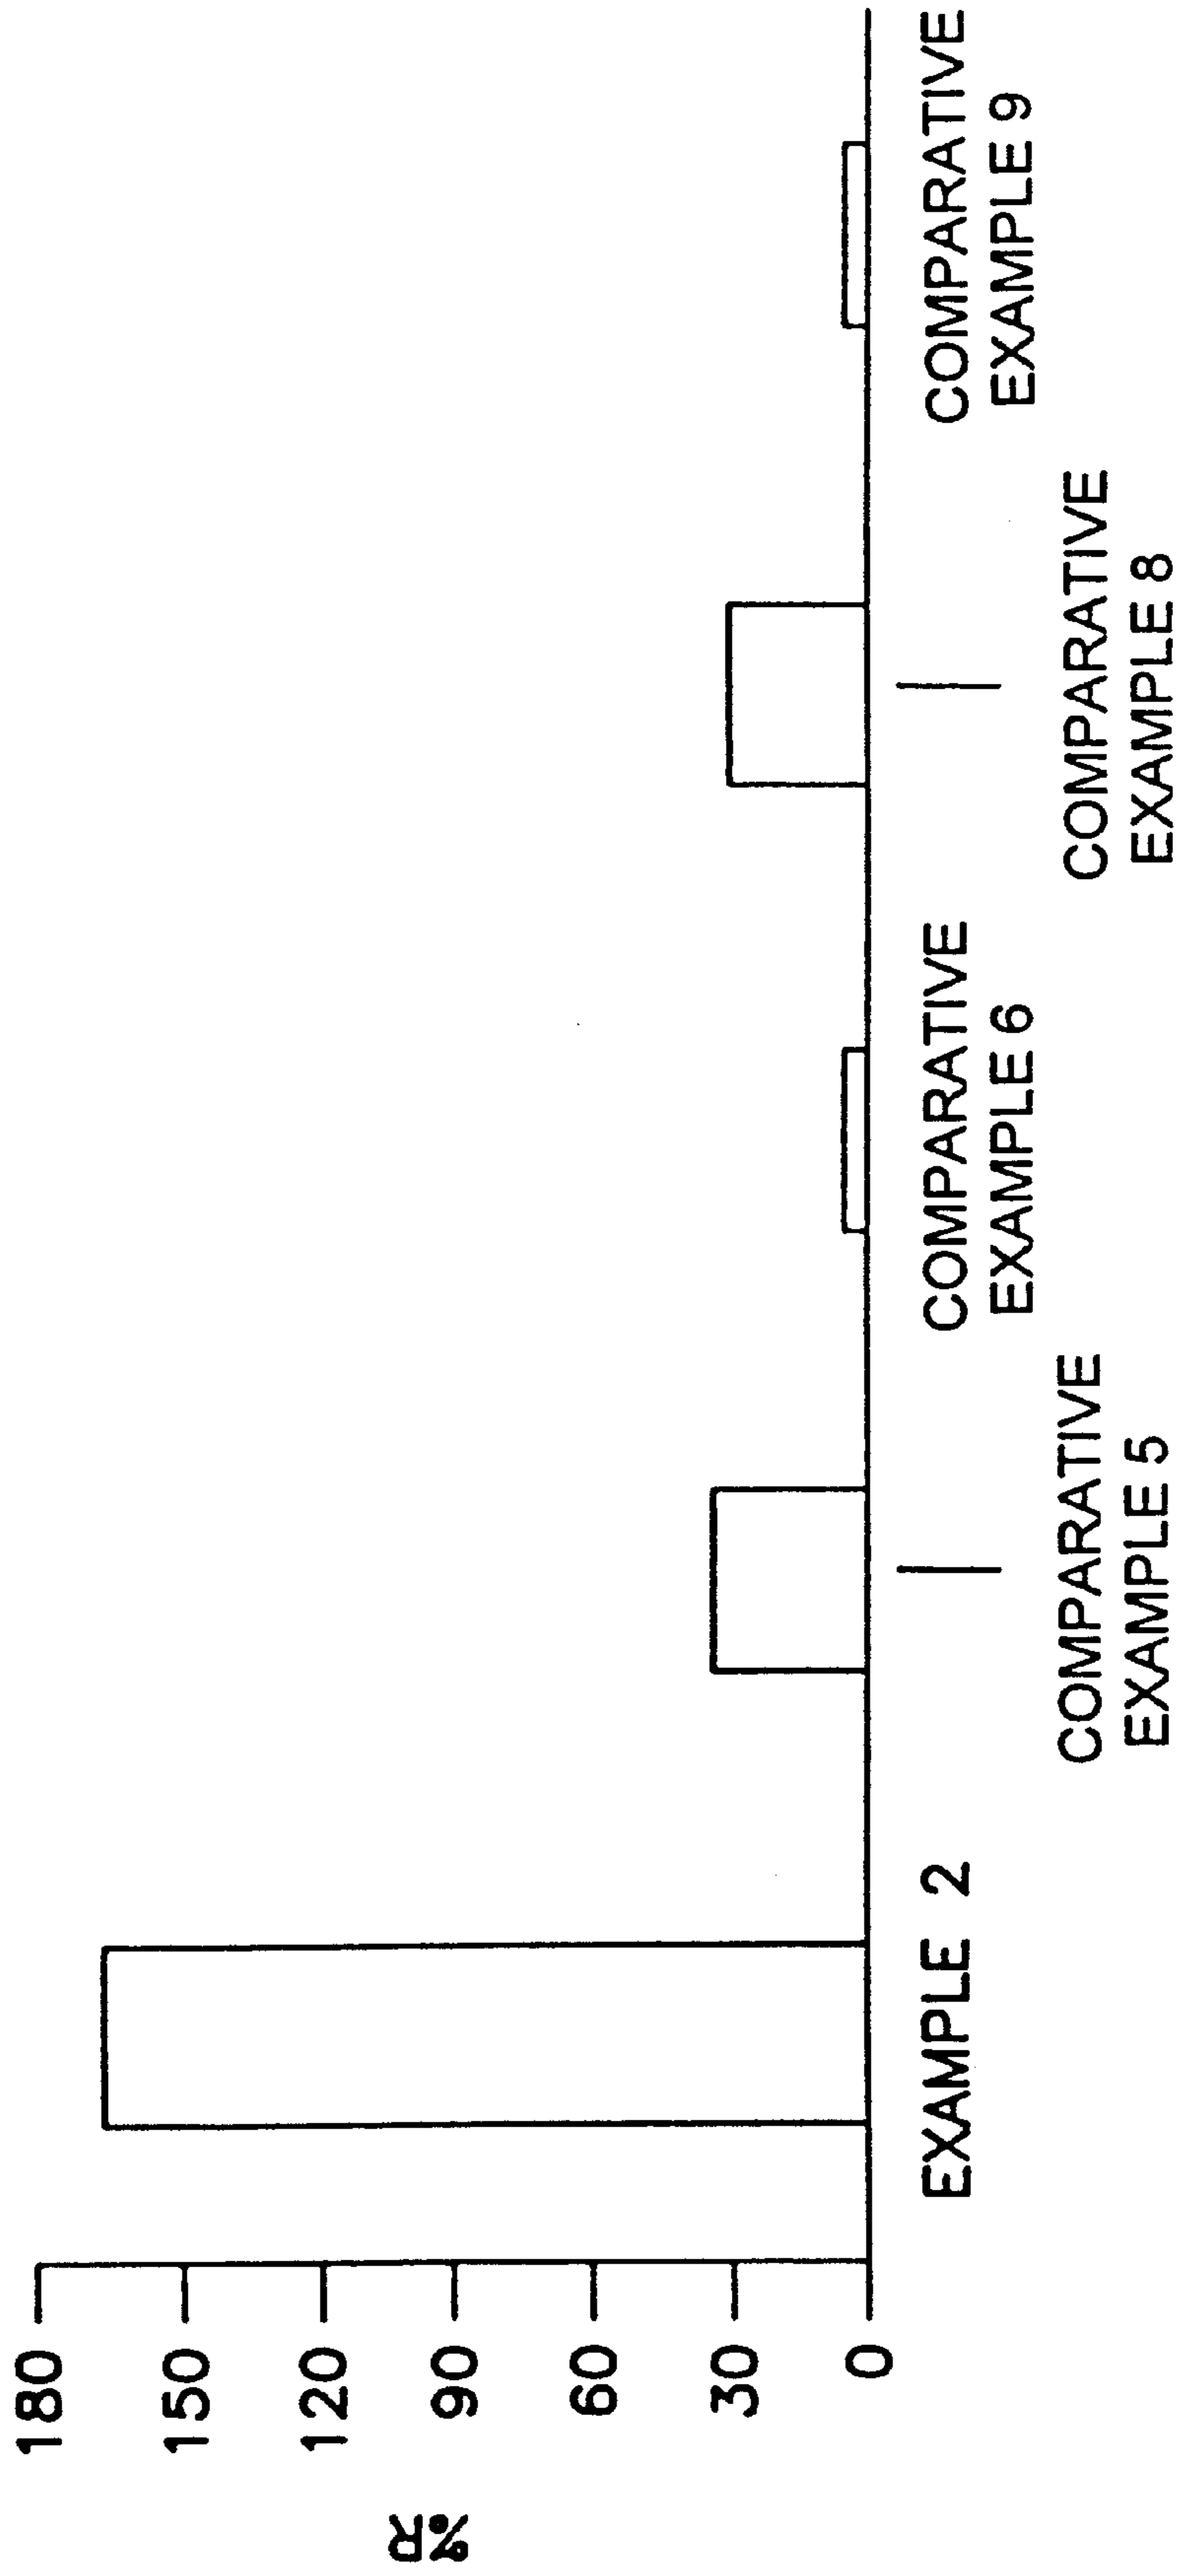 180
150
120
90
60
30
0
%R
EXAMPLE 2
COMPARATIVE
EXAMPLE 5
COMPARATIVE
EXAMPLE 6
COMPARATIVE
EXAMPLE 8
COMPARATIVE
EXAMPLE 9